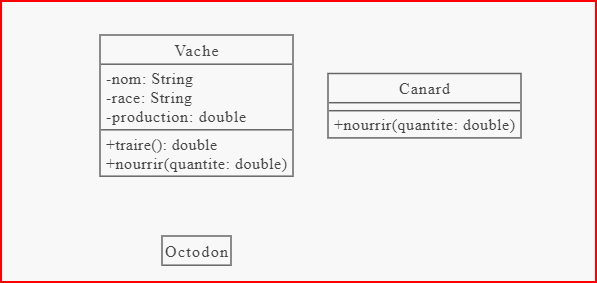 Vache
-nom: String
-race: String
-production: double
+traire(): double
+nourrir(quantite: double)
Canard
+nourrir(quantite: double)
Octodon